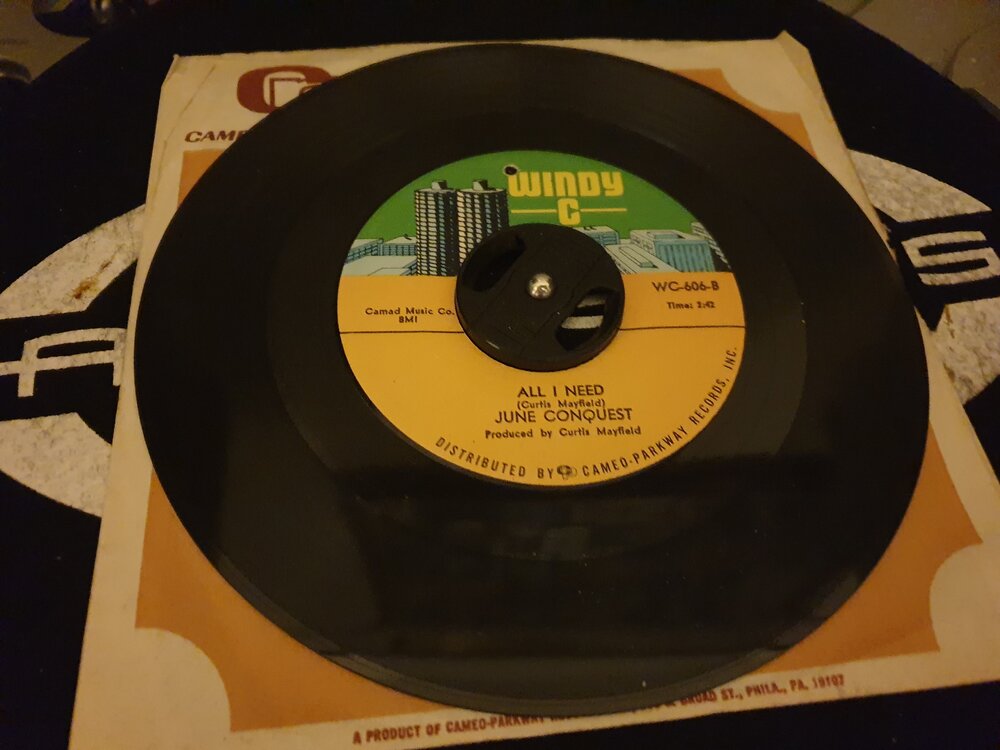 CAME
WINDY
C
WC-606-B
Time: 2:42
Camad Music Co.
BMI
ALL I NEED
(Curtis Mayfield)
JUNE CONQUEST
Produced by Curtis Mayfield
DISTRIBUTED BY CAMEO-PARKWAY RECORDS, INC.
A PRODUCT OF CAMEO-PARKWAY BROAD ST., PHILA., PA. 19107